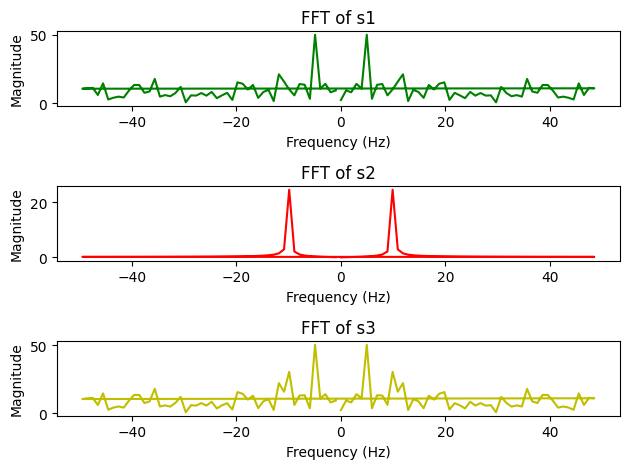 FFT of s1
50
0
Magnitude
−40 −20 0 20 40
Frequency (Hz)
FFT of s2
20
0
Magnitude
−40 −20 0 20 40
Frequency (Hz)
FFT of s3
50
0
Magnitude
−40 −20 0 20 40
Frequency (Hz)